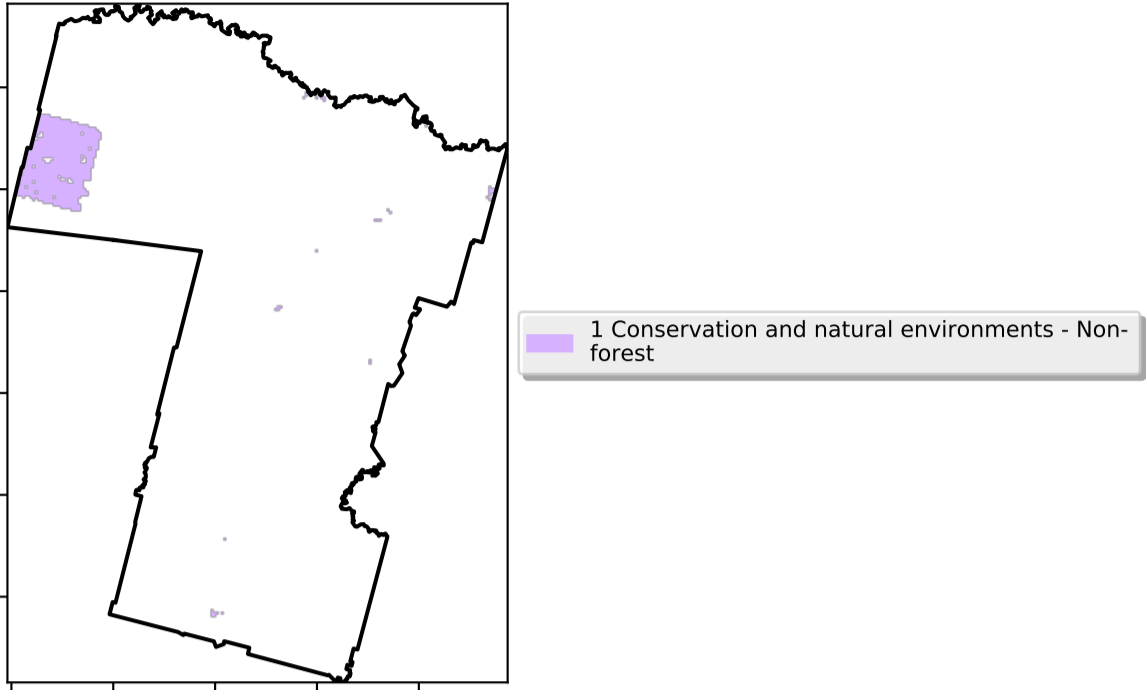 1 Conservation and natural environments - Non-
forest